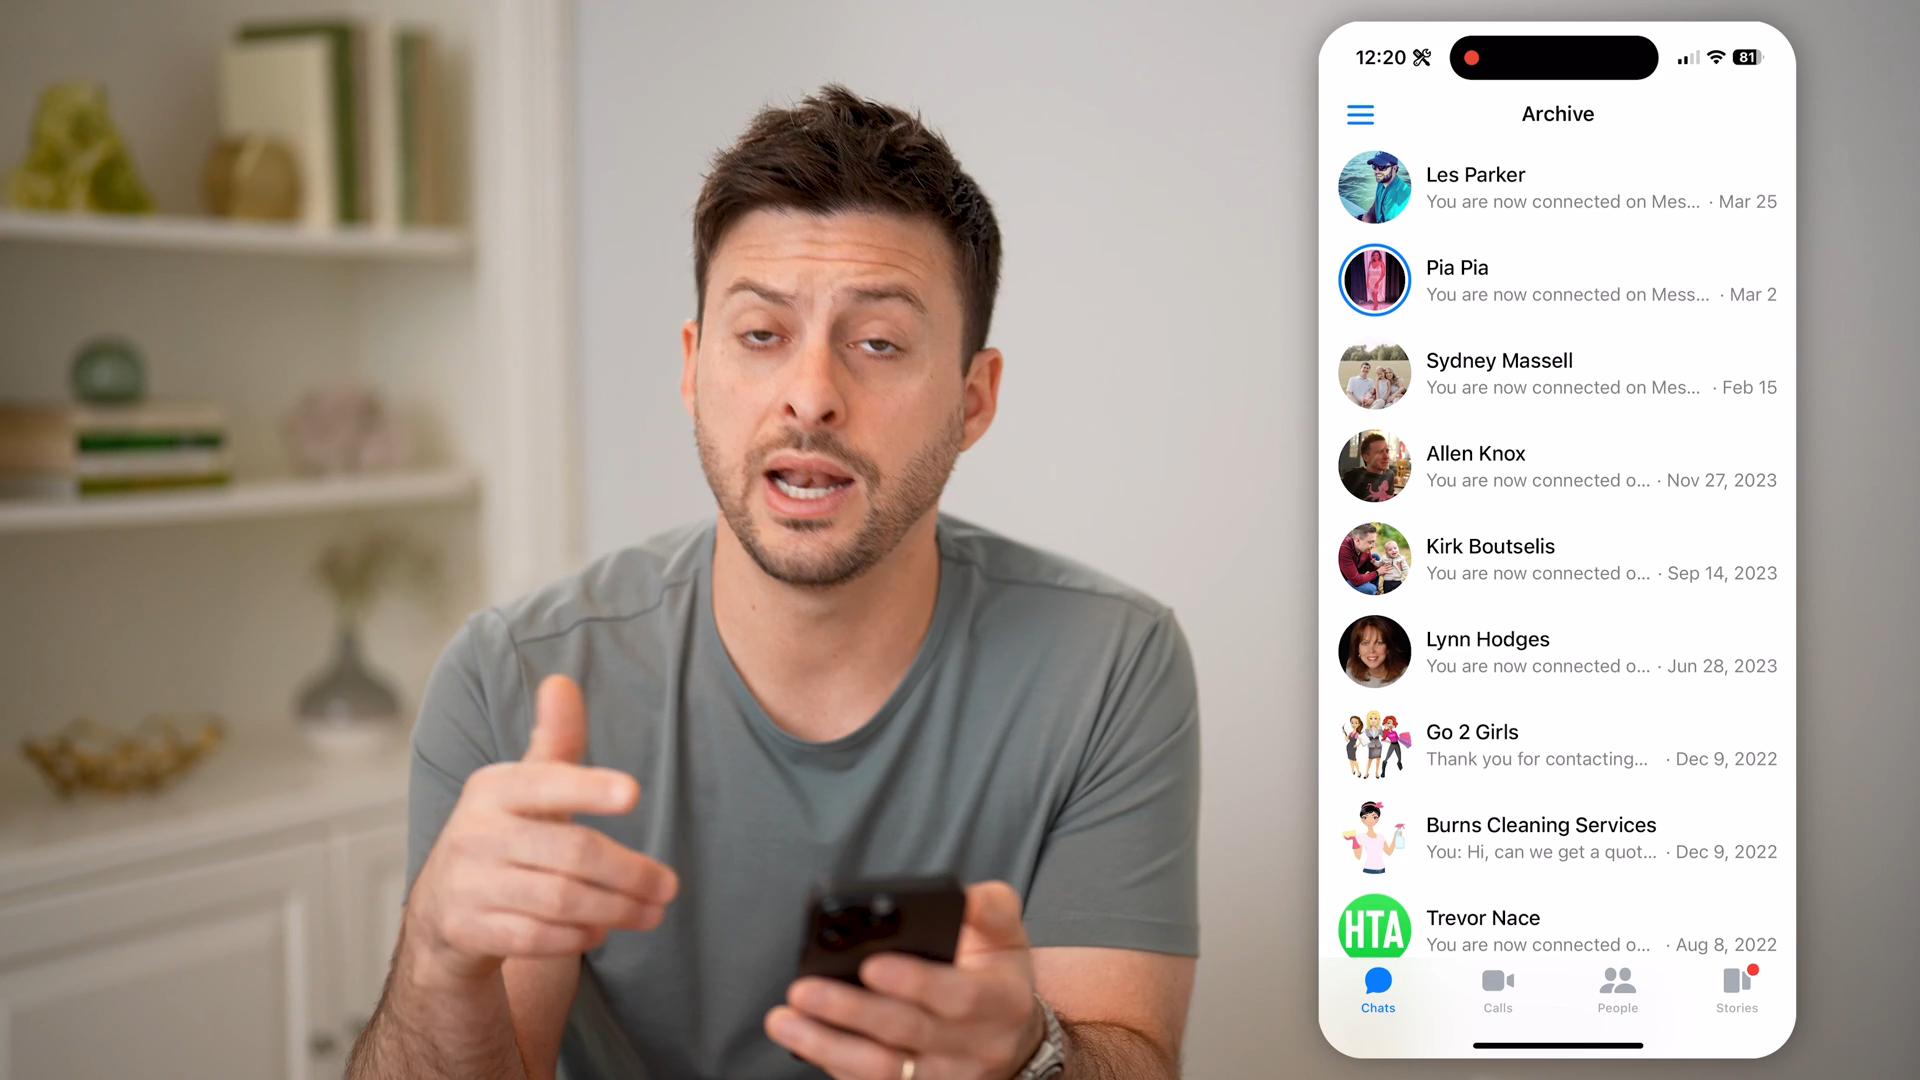 12:20
81
Archive
Les Parker
You are now connected on Mes... · Mar 25
Pia Pia
You are now connected on Mess... · Mar 2
Sydney Massell
You are now connected on Mes... · Feb 15
Allen Knox
You are now connected o... · Nov 27, 2023
Kirk Boutselis
You are now connected o... · Sep 14, 2023
Lynn Hodges
You are now connected o... · Jun 28, 2023
Go 2 Girls
Thank you for contacting... · Dec 9, 2022
Burns Cleaning Services
You: Hi, can we get a quot... · Dec 9, 2022
HTA
Trevor Nace
You are now connected o... · Aug 8, 2022
Chats
Calls
People
Stories